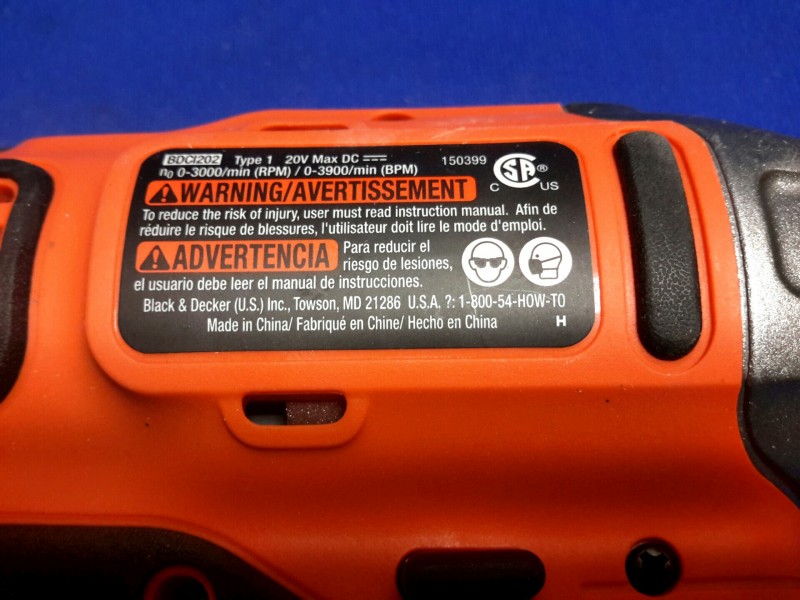 BDCI202 Type 1 20V Max DC 150399
n₀ 0-3000/min (RPM) / 0-3900/min (BPM)
SA ®
C US
WARNING/AVERTISSEMENT
To reduce the risk of injury, user must read instruction manual. Afin de
réduire le risque de blessures, l'utilisateur doit lire le mode d'emploi.
ADVERTENCIA Para reducir el
riesgo de lesiones,
el usuario debe leer el manual de instrucciones.
Black & Decker (U.S.) Inc., Towson, MD 21286 U.S.A. ?: 1-800-54-HOW-TO
Made in China/ Fabriqué en Chine/ Hecho en China H